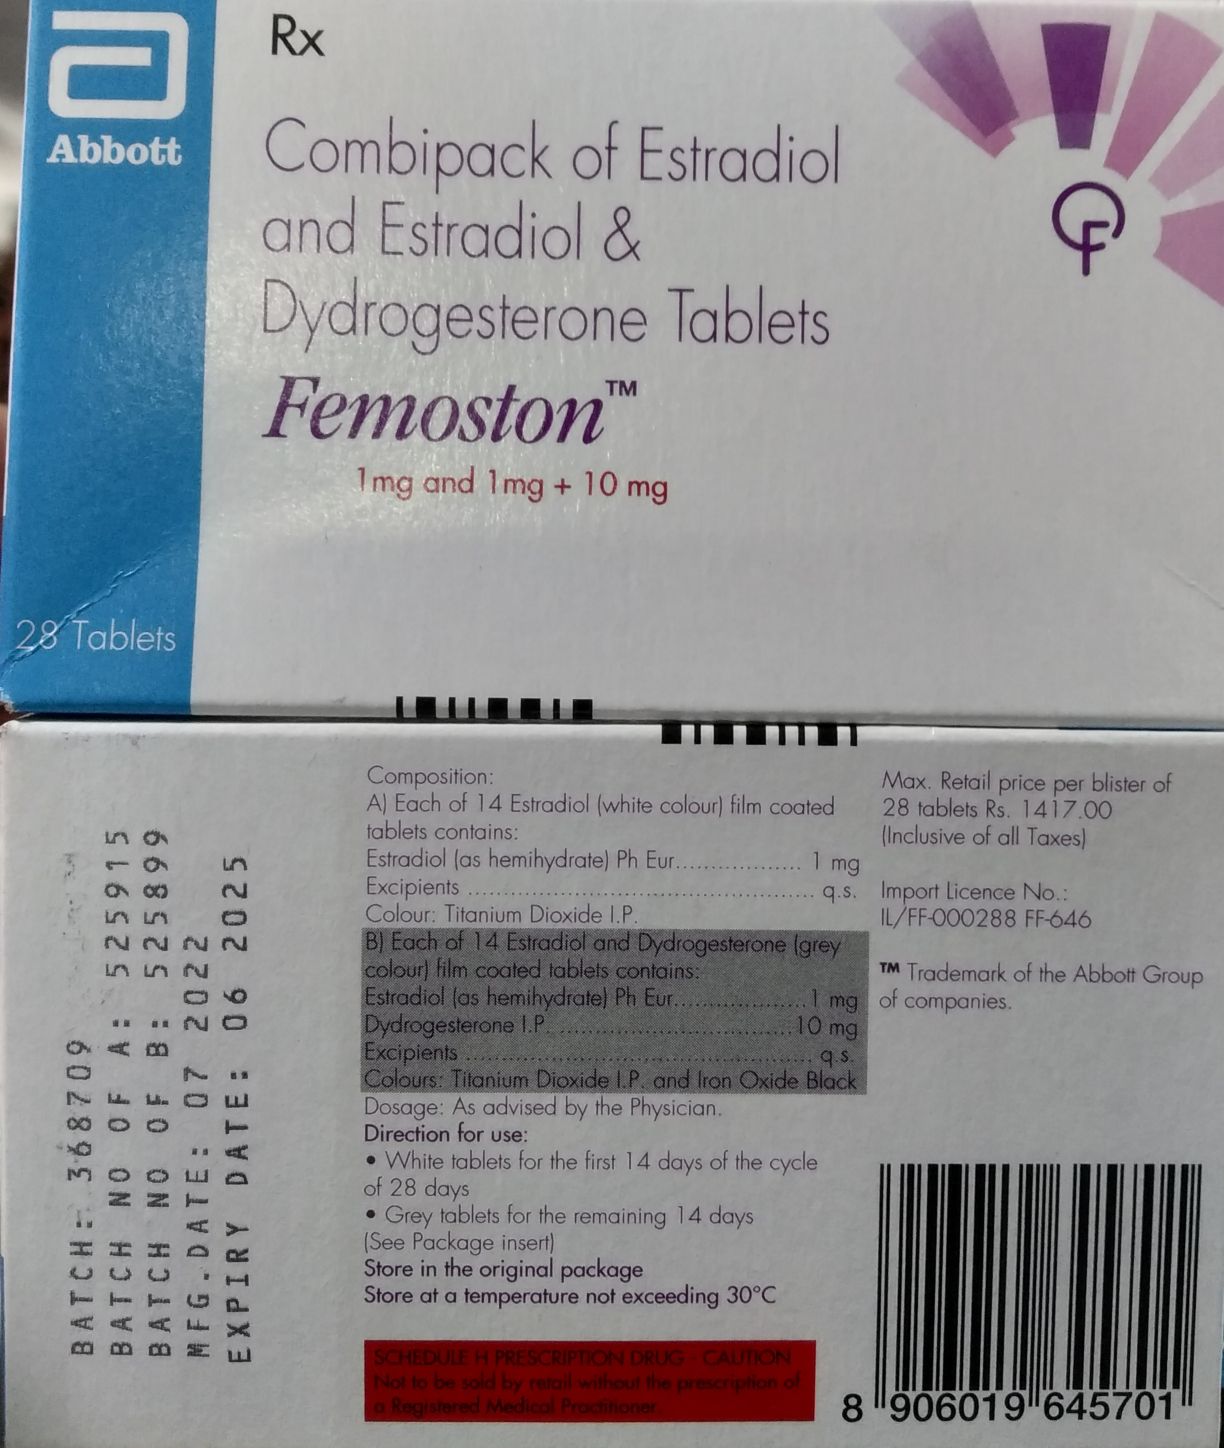 Abbott
Rx
Combipack of Estradiol
and Estradiol &
Dydrogesterone Tablets
Femoston™
1mg and 1mg + 10 mg
28 Tablets
BATCH: 368709
BATCH NO OF A: 525915
BATCH NO OF B: 525899
MFG.DATE: 07 2022
EXPIRY DATE: 06 2025
Composition:
A) Each of 14 Estradiol (white colour) film coated
tablets contains:
Estradiol (as hemihydrate) Ph Eur................ 1 mg
Excipients ............................................. q.s.
Colour: Titanium Dioxide I.P.
B) Each of 14 Estradiol and Dydrogesterone (grey
colour) film coated tablets contains:
Estradiol (as hemihydrate) Ph Eur.................1 mg
Dydrogesterone I.P................................10 mg
Excipients ............................................. q.s.
Colours: Titanium Dioxide I.P. and Iron Oxide Black
Dosage: As advised by the Physician.
Direction for use:
• White tablets for the first 14 days of the cycle
of 28 days
• Grey tablets for the remaining 14 days
(See Package insert)
Store in the original package
Store at a temperature not exceeding 30°C
SCHEDULE H PRESCRIPTION DRUG - CAUTION
Not to be sold by retail without the prescription of
a Registered Medical Practitioner.
Max. Retail price per blister of
28 tablets Rs. 1417.00
(Inclusive of all Taxes)
Import Licence No.:
IL/FF-000288 FF-646
™ Trademark of the Abbott Group
of companies.
8 906019 645701